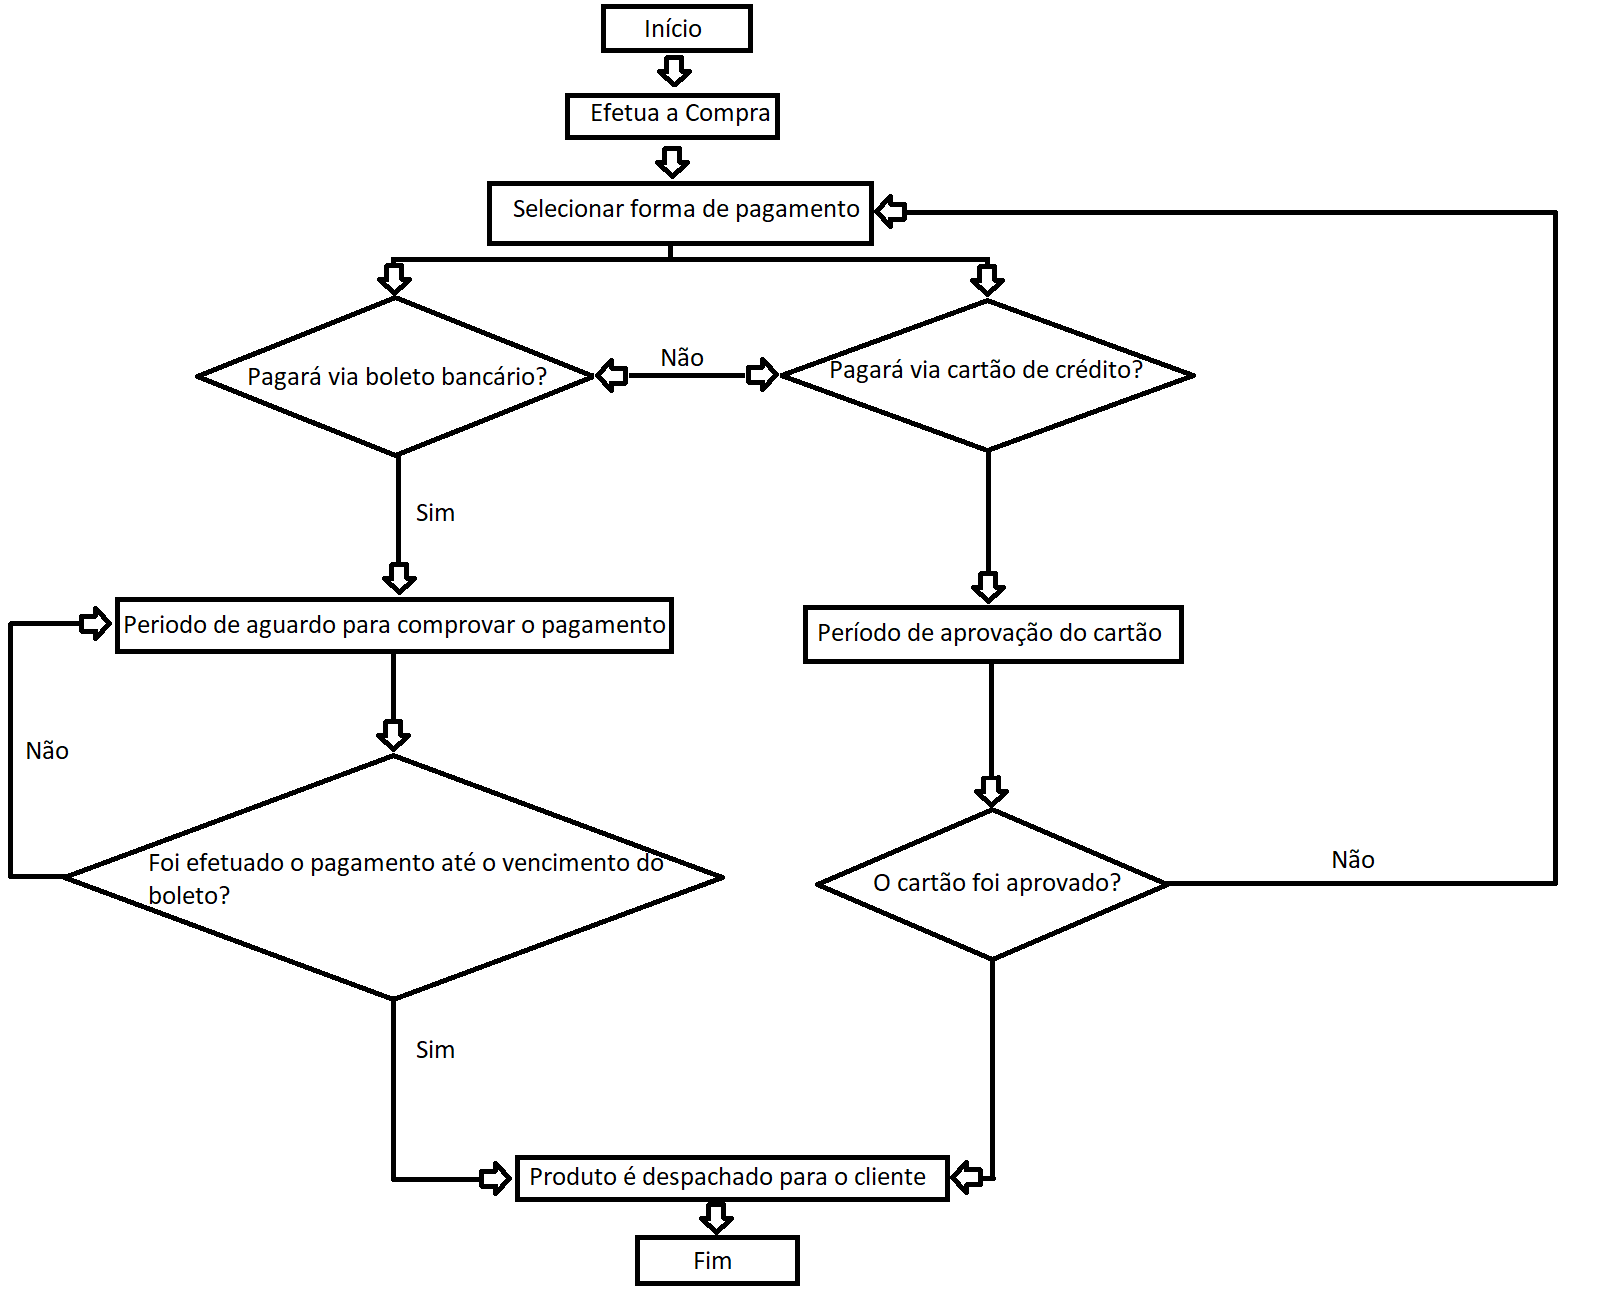 Início
Efetua a Compra
Selecionar forma de pagamento
Não
Pagará via boleto bancário?
Pagará via cartão de crédito?
Sim
Periodo de aguardo para comprovar o pagamento
Período de aprovação do cartão
Não
Foi efetuado o pagamento até o vencimento do
boleto?
O cartão foi aprovado?
Não
Sim
Produto é despachado para o cliente
Fim